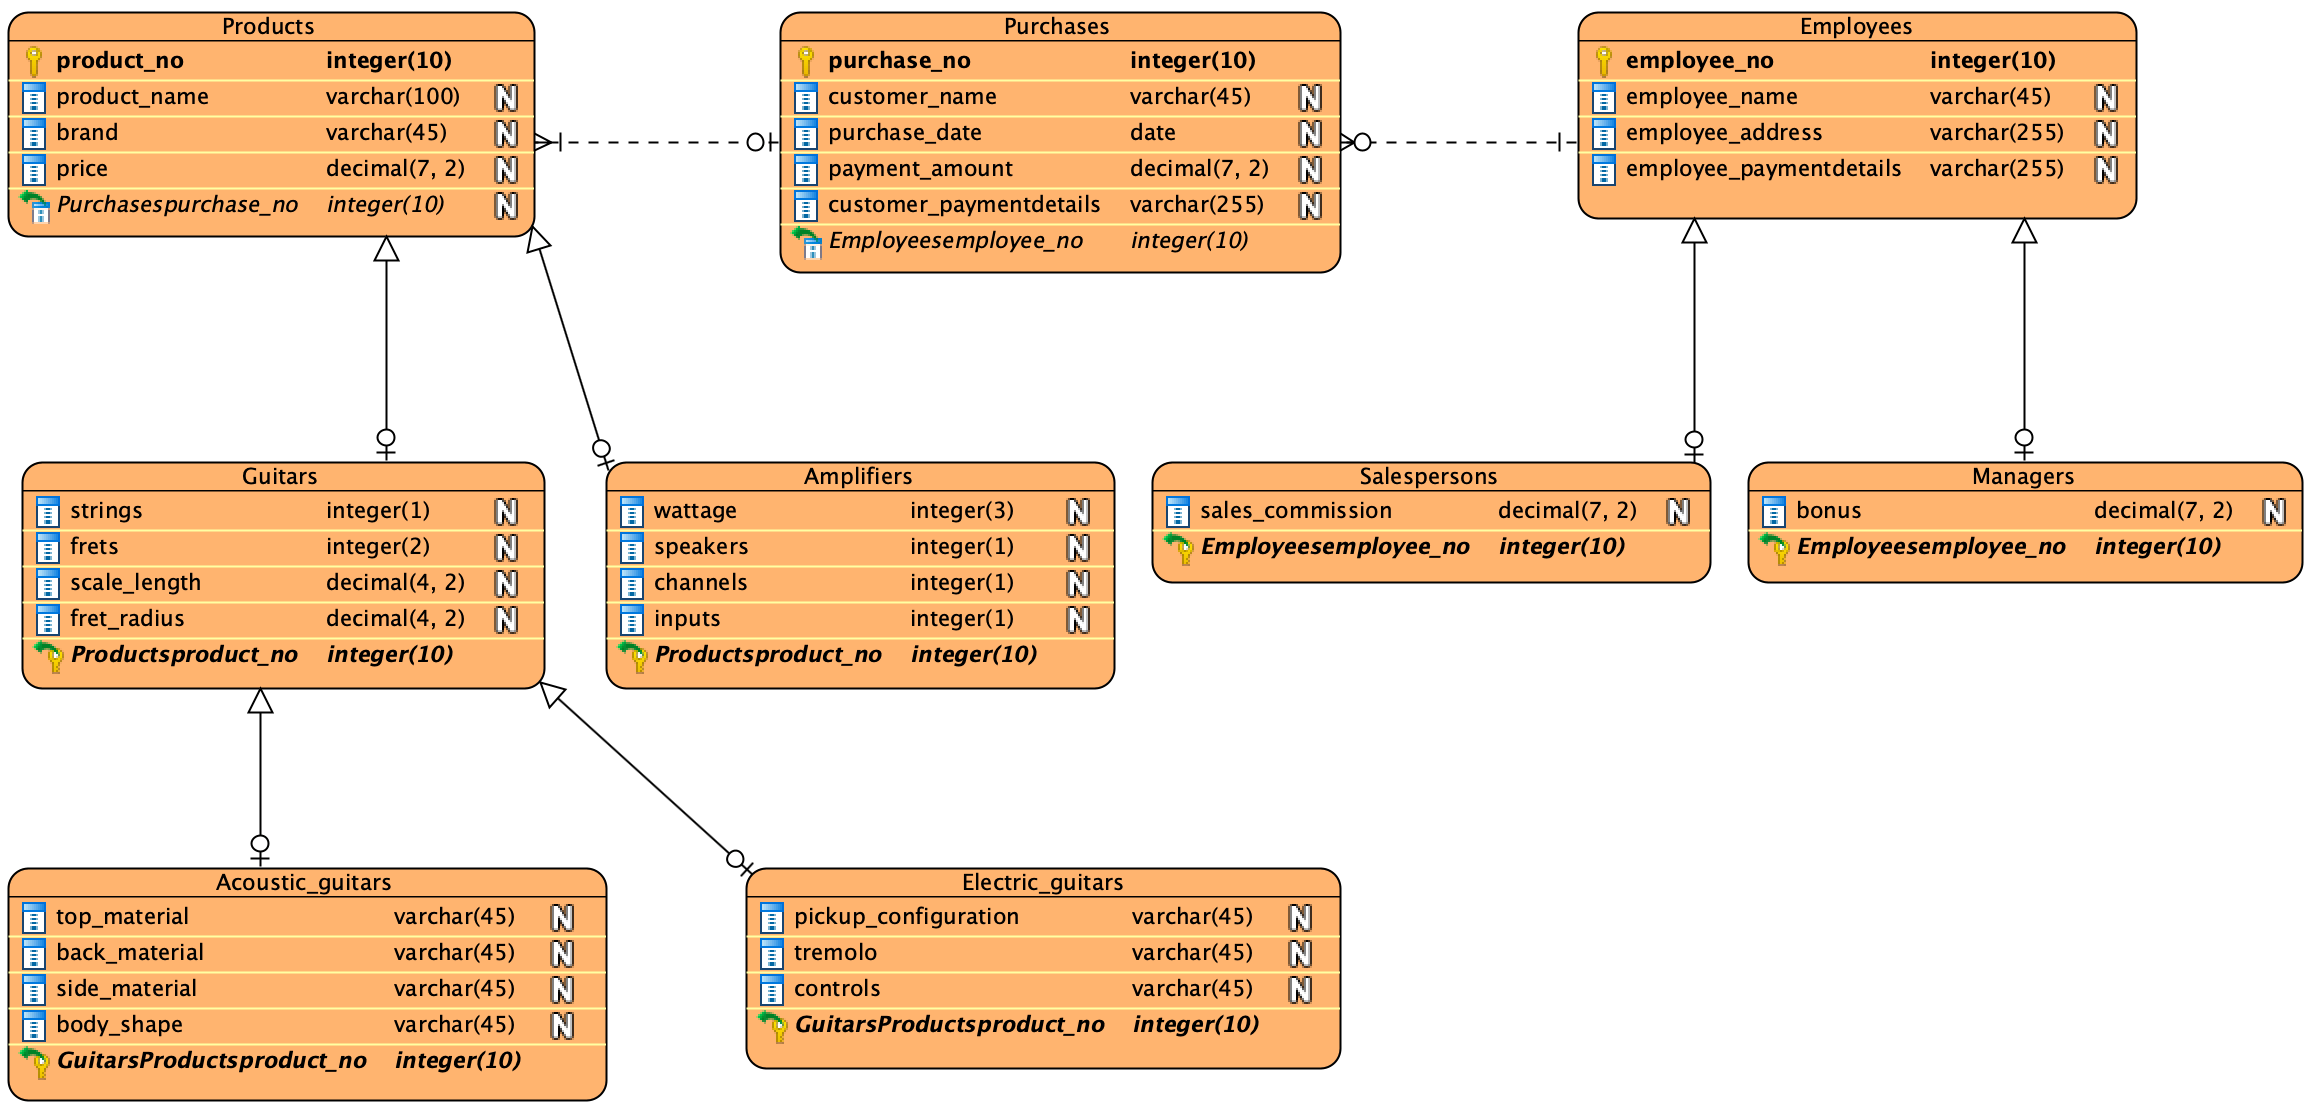 Products
product_no integer(10)
product_name varchar(100) N
brand varchar(45) N
price decimal(7, 2) N
Purchasespurchase_no integer(10) N
Purchases
purchase_no integer(10)
customer_name varchar(45) N
purchase_date date N
payment_amount decimal(7, 2) N
customer_paymentdetails varchar(255) N
Employeesemployee_no integer(10)
Employees
employee_no integer(10)
employee_name varchar(45) N
employee_address varchar(255) N
employee_paymentdetails varchar(255) N
Guitars
strings integer(1) N
frets integer(2) N
scale_length decimal(4, 2) N
fret_radius decimal(4, 2) N
Productsproduct_no integer(10)
Amplifiers
wattage integer(3) N
speakers integer(1) N
channels integer(1) N
inputs integer(1) N
Productsproduct_no integer(10)
Salespersons
sales_commission decimal(7, 2) N
Employeesemployee_no integer(10)
Managers
bonus decimal(7, 2) N
Employeesemployee_no integer(10)
Acoustic_guitars
top_material varchar(45) N
back_material varchar(45) N
side_material varchar(45) N
body_shape varchar(45) N
GuitarsProductsproduct_no integer(10)
Electric_guitars
pickup_configuration varchar(45) N
tremolo varchar(45) N
controls varchar(45) N
GuitarsProductsproduct_no integer(10)